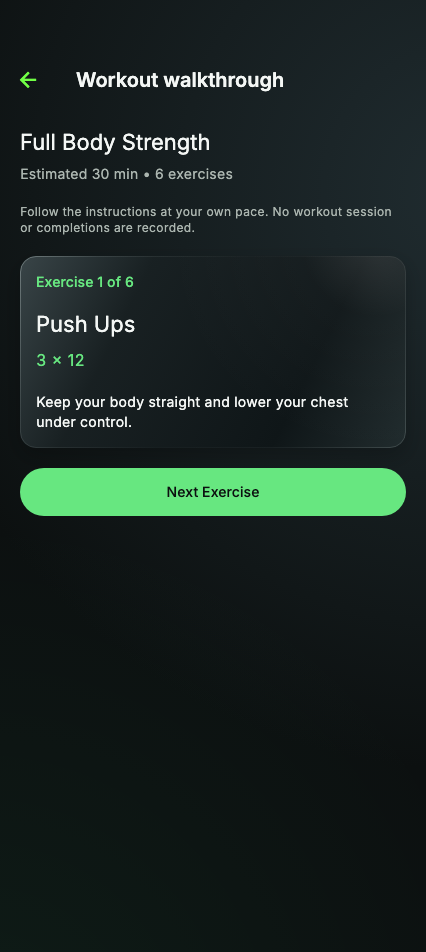 Workout walkthrough
Full Body Strength
Estimated 30 min • 6 exercises
Follow the instructions at your own pace. No workout session
or completions are recorded.
Exercise 1 of 6
Push Ups
3 × 12
Keep your body straight and lower your chest
under control.
Next Exercise